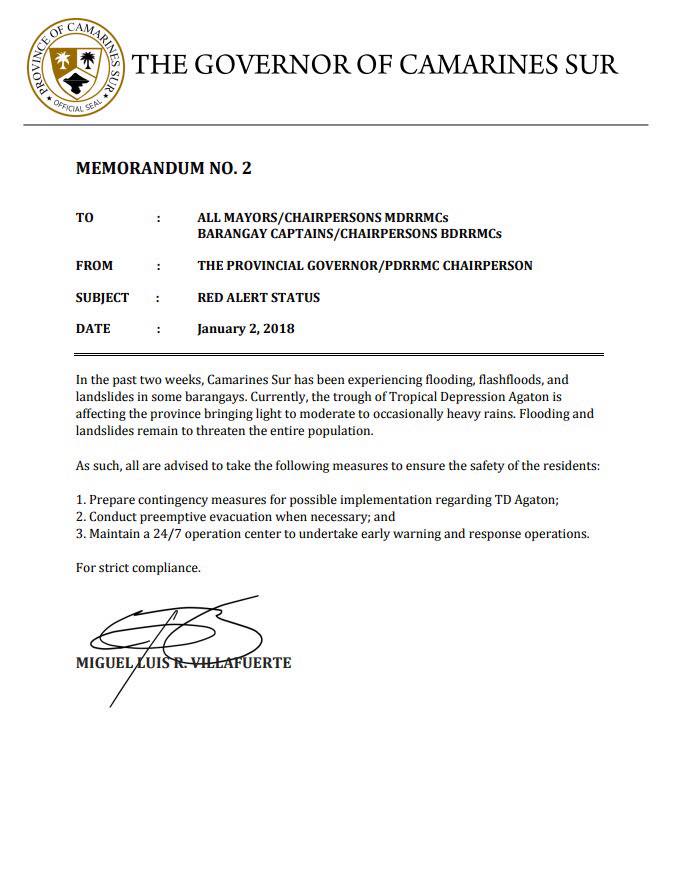 PROVINCE OF CAMARINES SUR
★ OFFICIAL SEAL ★
THE GOVERNOR OF CAMARINES SUR
MEMORANDUM NO. 2
TO : ALL MAYORS/CHAIRPERSONS MDRRMCs
BARANGAY CAPTAINS/CHAIRPERSONS BDRRMCs
FROM : THE PROVINCIAL GOVERNOR/PDRRMC CHAIRPERSON
SUBJECT : RED ALERT STATUS
DATE : January 2, 2018
In the past two weeks, Camarines Sur has been experiencing flooding, flashfloods, and
landslides in some barangays. Currently, the trough of Tropical Depression Agaton is
affecting the province bringing light to moderate to occasionally heavy rains. Flooding and
landslides remain to threaten the entire population.
As such, all are advised to take the following measures to ensure the safety of the residents:
1. Prepare contingency measures for possible implementation regarding TD Agaton;
2. Conduct preemptive evacuation when necessary; and
3. Maintain a 24/7 operation center to undertake early warning and response operations.
For strict compliance.
MIGUEL LUIS R. VILLAFUERTE